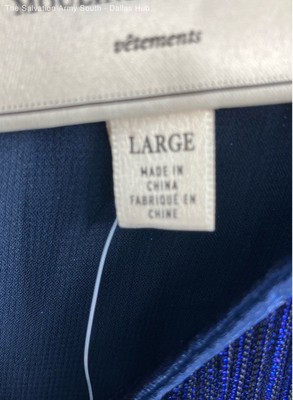 The Salvation Army South - Dallas Hub
vêtements
LARGE
MADE IN
CHINA
FABRIQUÉ EN
CHINE